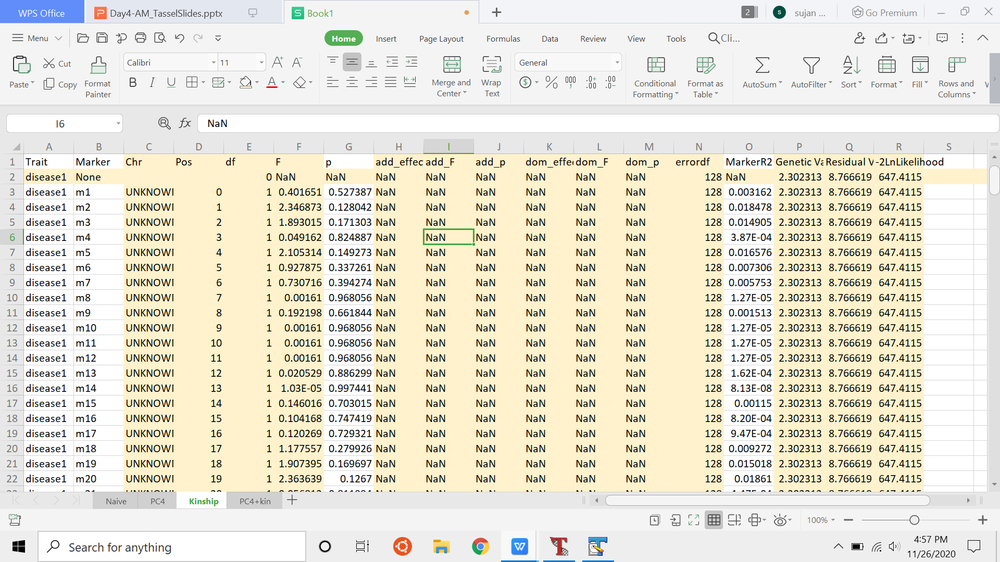 WPS Office Day4-AM_TasselSlides.pptx Book1 2 s sujan ... Go Premium
Menu Home Insert Page Layout Formulas Data Review View Tools Cli...
Calibri 11 General
Cut
Paste Copy Format Painter Merge and Center Wrap Text Conditional Formatting Format as Table AutoSum AutoFilter Sort Format Fill Rows and Columns
I6 fx NaN
A B C D E F G H I J K L M N O P Q R S
1 Trait Marker Chr Pos df F p add_effec add_F add_p dom_effec dom_F dom_p errordf MarkerR2 Genetic Va Residual V -2LnLikelihood
2 disease1 None 0 NaN NaN NaN NaN NaN NaN NaN NaN 128 NaN 2.302313 8.766619 647.4115
3 disease1 m1 UNKNOWN 0 1 0.401651 0.527387 NaN NaN NaN NaN NaN NaN 128 0.003162 2.302313 8.766619 647.4115
4 disease1 m2 UNKNOWN 1 1 2.346873 0.128042 NaN NaN NaN NaN NaN NaN 128 0.018478 2.302313 8.766619 647.4115
5 disease1 m3 UNKNOWN 2 1 1.893015 0.171303 NaN NaN NaN NaN NaN NaN 128 0.014905 2.302313 8.766619 647.4115
6 disease1 m4 UNKNOWN 3 1 0.049162 0.824887 NaN NaN NaN NaN NaN NaN 128 3.87E-04 2.302313 8.766619 647.4115
7 disease1 m5 UNKNOWN 4 1 2.105314 0.149273 NaN NaN NaN NaN NaN NaN 128 0.016576 2.302313 8.766619 647.4115
8 disease1 m6 UNKNOWN 5 1 0.927875 0.337261 NaN NaN NaN NaN NaN NaN 128 0.007306 2.302313 8.766619 647.4115
9 disease1 m7 UNKNOWN 6 1 0.730716 0.394274 NaN NaN NaN NaN NaN NaN 128 0.005753 2.302313 8.766619 647.4115
10 disease1 m8 UNKNOWN 7 1 0.00161 0.968056 NaN NaN NaN NaN NaN NaN 128 1.27E-05 2.302313 8.766619 647.4115
11 disease1 m9 UNKNOWN 8 1 0.192198 0.661844 NaN NaN NaN NaN NaN NaN 128 0.001513 2.302313 8.766619 647.4115
12 disease1 m10 UNKNOWN 9 1 0.00161 0.968056 NaN NaN NaN NaN NaN NaN 128 1.27E-05 2.302313 8.766619 647.4115
13 disease1 m11 UNKNOWN 10 1 0.00161 0.968056 NaN NaN NaN NaN NaN NaN 128 1.27E-05 2.302313 8.766619 647.4115
14 disease1 m12 UNKNOWN 11 1 0.00161 0.968056 NaN NaN NaN NaN NaN NaN 128 1.27E-05 2.302313 8.766619 647.4115
15 disease1 m13 UNKNOWN 12 1 0.020529 0.886299 NaN NaN NaN NaN NaN NaN 128 1.62E-04 2.302313 8.766619 647.4115
16 disease1 m14 UNKNOWN 13 1 1.03E-05 0.997441 NaN NaN NaN NaN NaN NaN 128 8.13E-08 2.302313 8.766619 647.4115
17 disease1 m15 UNKNOWN 14 1 0.146016 0.703015 NaN NaN NaN NaN NaN NaN 128 0.00115 2.302313 8.766619 647.4115
18 disease1 m16 UNKNOWN 15 1 0.104168 0.747419 NaN NaN NaN NaN NaN NaN 128 8.20E-04 2.302313 8.766619 647.4115
19 disease1 m17 UNKNOWN 16 1 0.120269 0.729321 NaN NaN NaN NaN NaN NaN 128 9.47E-04 2.302313 8.766619 647.4115
20 disease1 m18 UNKNOWN 17 1 1.177557 0.279926 NaN NaN NaN NaN NaN NaN 128 0.009272 2.302313 8.766619 647.4115
21 disease1 m19 UNKNOWN 18 1 1.907395 0.169697 NaN NaN NaN NaN NaN NaN 128 0.015018 2.302313 8.766619 647.4115
22 disease1 m20 UNKNOWN 19 1 2.363639 0.1267 NaN NaN NaN NaN NaN NaN 128 0.01861 2.302313 8.766619 647.4115
Naive PC4 Kinship PC4+kin
100%
Search for anything
4:57 PM
11/26/2020